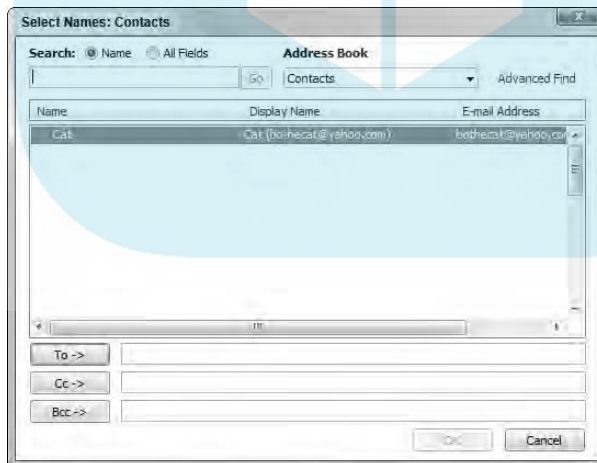 Select Names: Contacts
Search: Name All Fields Address Book
Go Contacts Advanced Find
Name Display Name E-mail Address
Cat Cat (bothecat@yahoo.com) bothecat@yahoo.co
To ->
Cc ->
Bcc ->
OK Cancel